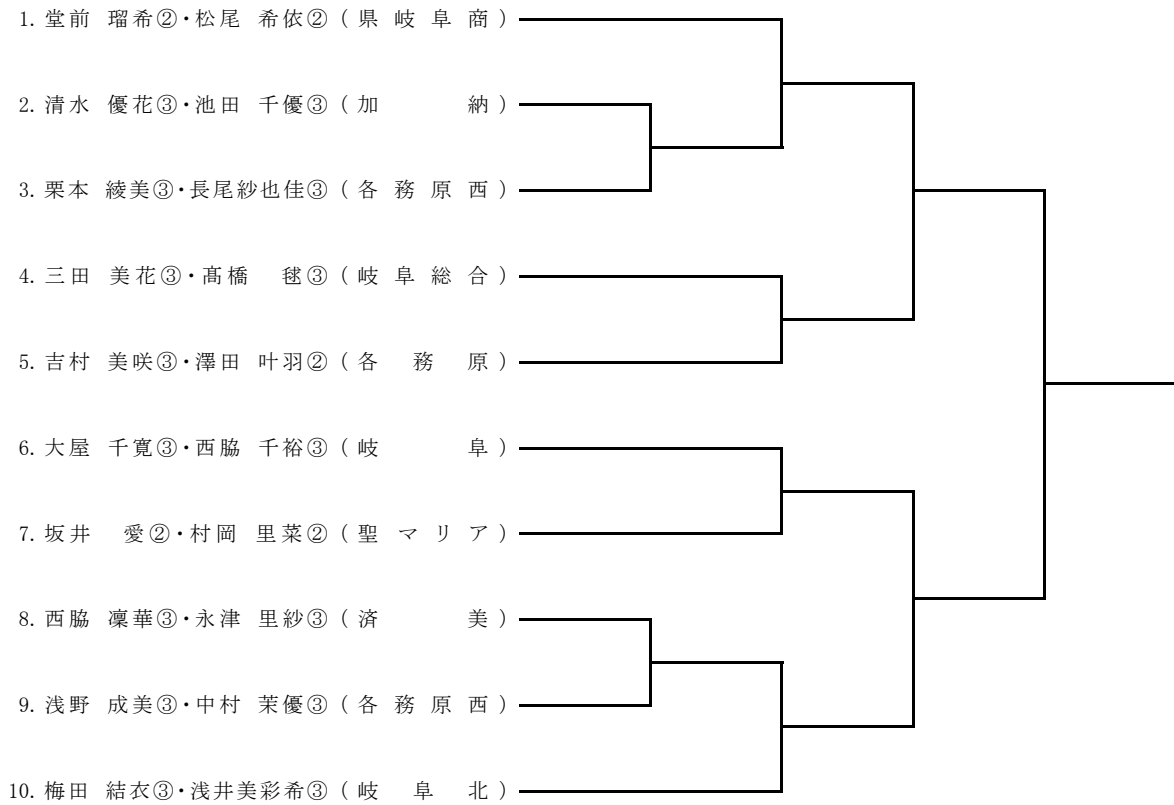 1. 堂前 瑠希②・松尾 希依② ( 県 岐 阜 商 )
2. 清水 優花③・池田 千優③ ( 加 納 )
3. 栗本 綾美③・長尾紗也佳③ ( 各 務 原 西 )
4. 三田 美花③・髙橋 毬③ ( 岐 阜 総 合 )
5. 吉村 美咲③・澤田 叶羽② ( 各 務 原 )
6. 大屋 千寛③・西脇 千裕③ ( 岐 阜 )
7. 坂井 愛②・村岡 里菜② ( 聖 マ リ ア )
8. 西脇 凜華③・永津 里紗③ ( 済 美 )
9. 浅野 成美③・中村 茉優③ ( 各 務 原 西 )
10. 梅田 結衣③・浅井美彩希③ ( 岐 阜 北 )